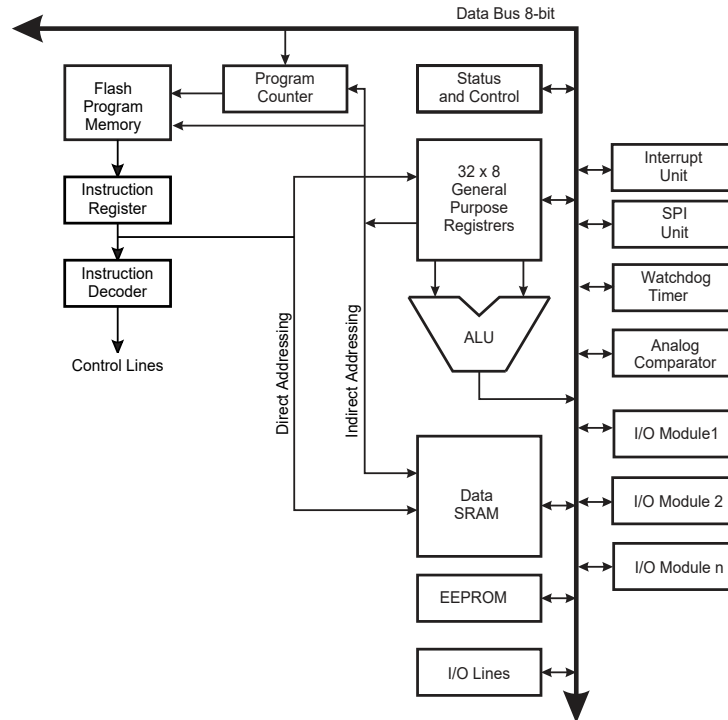 Data Bus 8-bit
Flash
Program
Memory
Program
Counter
Status
and Control
32 x 8
General
Purpose
Registrers
Interrupt
Unit
Instruction
Register
SPI
Unit
Instruction
Decoder
Watchdog
Timer
ALU
Analog
Comparator
Control Lines
Direct Addressing
Indirect Addressing
I/O Module1
Data
SRAM
I/O Module 2
I/O Module n
EEPROM
I/O Lines